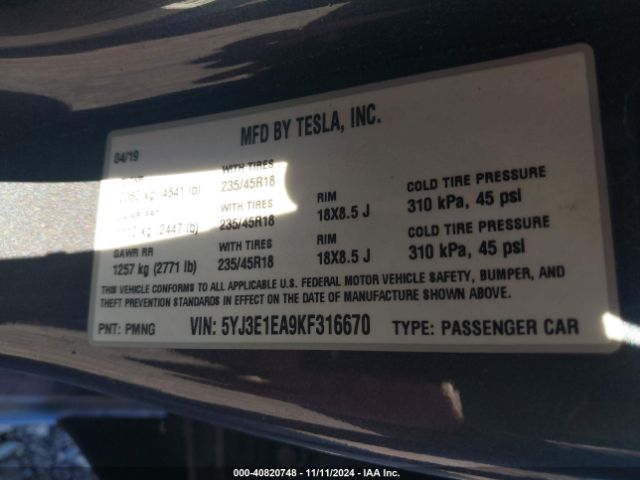 MFD BY TESLA, INC.
04/19
kg (4541 lb) WITH TIRES 235/45R18
GAWR FRT WITH TIRES RIM COLD TIRE PRESSURE
kg (2447 lb) 235/45R18 18X8.5 J 310 kPa, 45 psi
GAWR RR WITH TIRES RIM COLD TIRE PRESSURE
1257 kg (2771 lb) 235/45R18 18X8.5 J 310 kPa, 45 psi
THIS VEHICLE CONFORMS TO ALL APPLICABLE U.S. FEDERAL MOTOR VEHICLE SAFETY, BUMPER, AND
THEFT PREVENTION STANDARDS IN EFFECT ON THE DATE OF MANUFACTURE SHOWN ABOVE.
PNT: PMNG VIN: 5YJ3E1EA9KF316670 TYPE: PASSENGER CAR
000-40820748 - 11/11/2024 - IAA Inc.